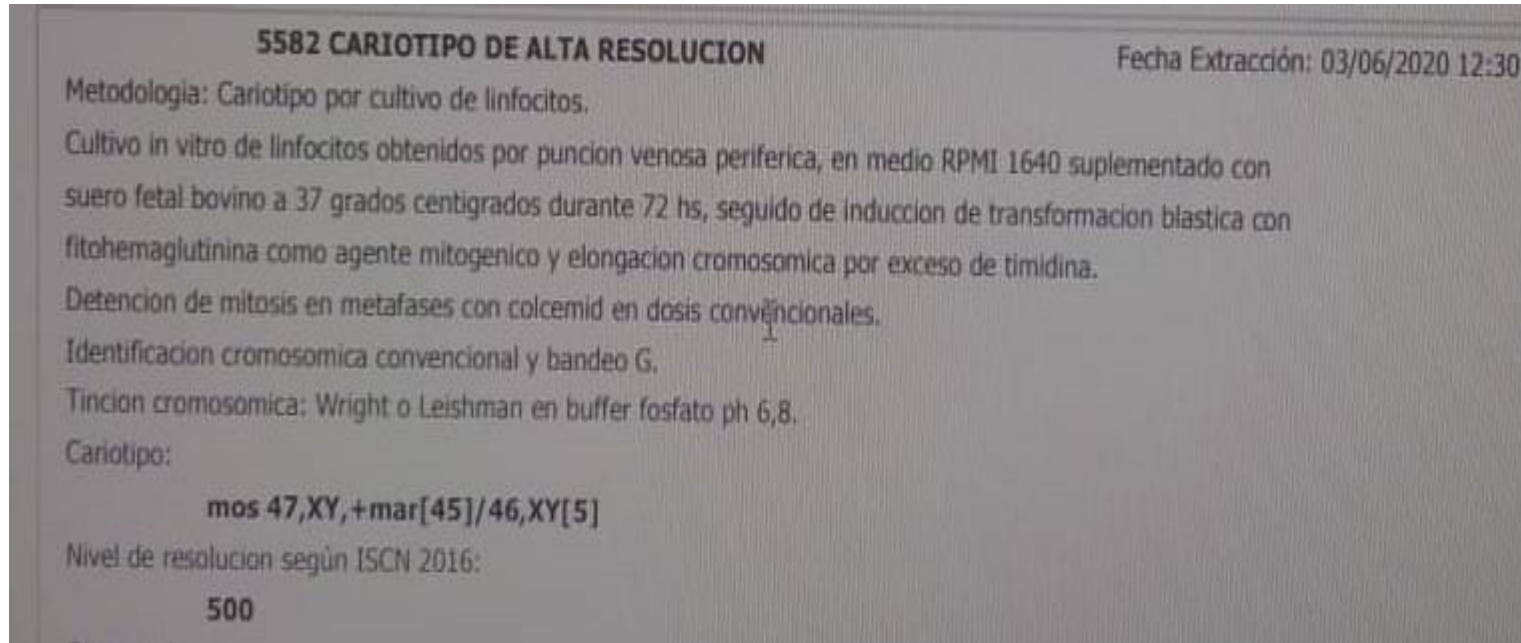 5582 CARIOTIPO DE ALTA RESOLUCION Fecha Extracción: 03/06/2020 12:30
Metodologia: Cariotipo por cultivo de linfocitos.
Cultivo in vitro de linfocitos obtenidos por puncion venosa periferica, en medio RPMI 1640 suplementado con
suero fetal bovino a 37 grados centigrados durante 72 hs, seguido de induccion de transformacion blastica con
fitohemaglutinina como agente mitogenico y elongacion cromosomica por exceso de timidina.
Detencion de mitosis en metafases con colcemid en dosis convencionales.
Identificacion cromosomica convencional y bandeo G.
Tincion cromosomica: Wright o Leishman en buffer fosfato ph 6,8.
Cariotipo:
mos 47,XY,+mar[45]/46,XY[5]
Nivel de resolucion según ISCN 2016:
500